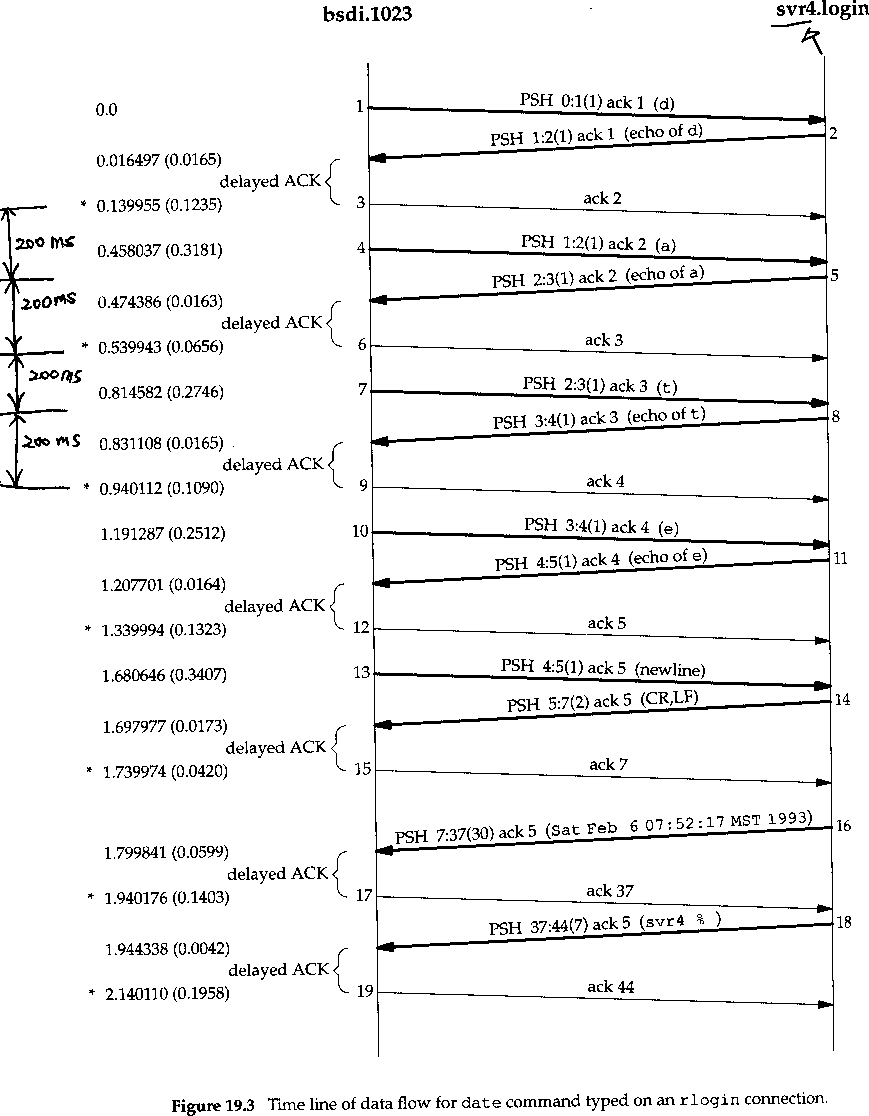 bsdi.1023 svr4.login
0.0 1 PSH 0:1(1) ack 1 (d)
0.016497 (0.0165) PSH 1:2(1) ack 1 (echo of d) 2
delayed ACK
* 0.139955 (0.1235) 3 ack 2
200 ms
0.458037 (0.3181) 4 PSH 1:2(1) ack 2 (a)
0.474386 (0.0163) PSH 2:3(1) ack 2 (echo of a) 5
200 ms
delayed ACK
* 0.539943 (0.0656) 6 ack 3
200 ms
0.814582 (0.2746) 7 PSH 2:3(1) ack 3 (t)
0.831108 (0.0165) PSH 3:4(1) ack 3 (echo of t) 8
200 ms
delayed ACK
* 0.940112 (0.1090) 9 ack 4
1.191287 (0.2512) 10 PSH 3:4(1) ack 4 (e)
1.207701 (0.0164) PSH 4:5(1) ack 4 (echo of e) 11
delayed ACK
* 1.339994 (0.1323) 12 ack 5
1.680646 (0.3407) 13 PSH 4:5(1) ack 5 (newline)
1.697977 (0.0173) PSH 5:7(2) ack 5 (CR,LF) 14
delayed ACK
* 1.739974 (0.0420) 15 ack 7
1.799841 (0.0599) PSH 7:37(30) ack 5 (Sat Feb 6 07:52:17 MST 1993) 16
delayed ACK
* 1.940176 (0.1403) 17 ack 37
1.944338 (0.0042) PSH 37:44(7) ack 5 (svr4 % ) 18
delayed ACK
* 2.140110 (0.1958) 19 ack 44
Figure 19.3 Time line of data flow for date command typed on an rlogin connection.